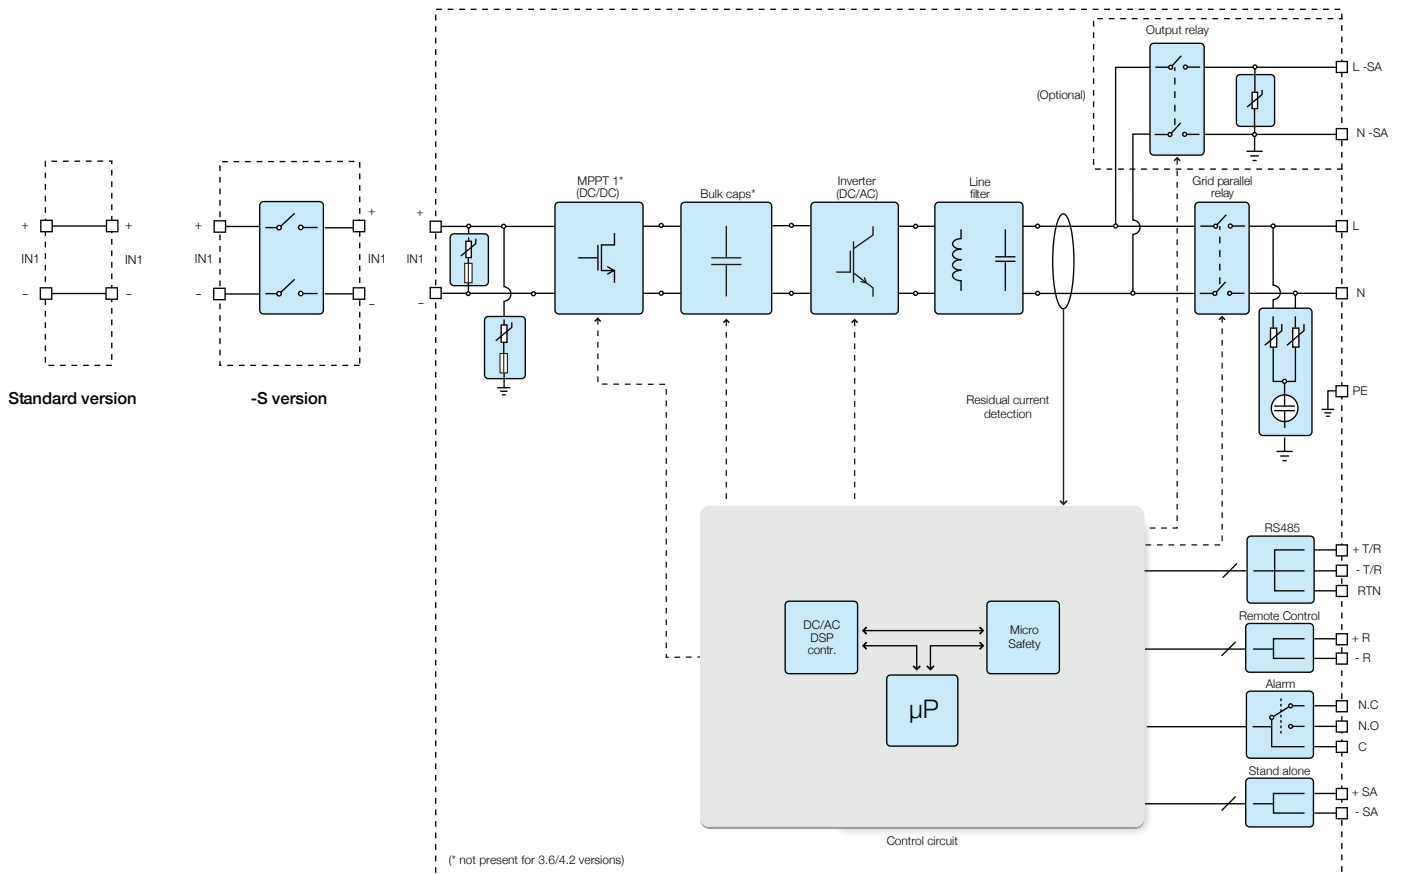 Output relay
L -SA
(Optional)
N -SA
MPPT 1*
(DC/DC)
Bulk caps*
Inverter
(DC/AC)
Line
filter
Grid parallel
relay
+
+
+
+
+
L
IN1
IN1
IN1
IN1
IN1
–
–
–
–
–
N
Standard version
-S version
Residual current
detection
PE
RS485
+ T/R
- T/R
RTN
Remote Control
+ R
- R
DC/AC
DSP
contr.
Micro
Safety
µP
Alarm
N.C
N.O
C
Stand alone
+ SA
- SA
Control circuit
(* not present for 3.6/4.2 versions)